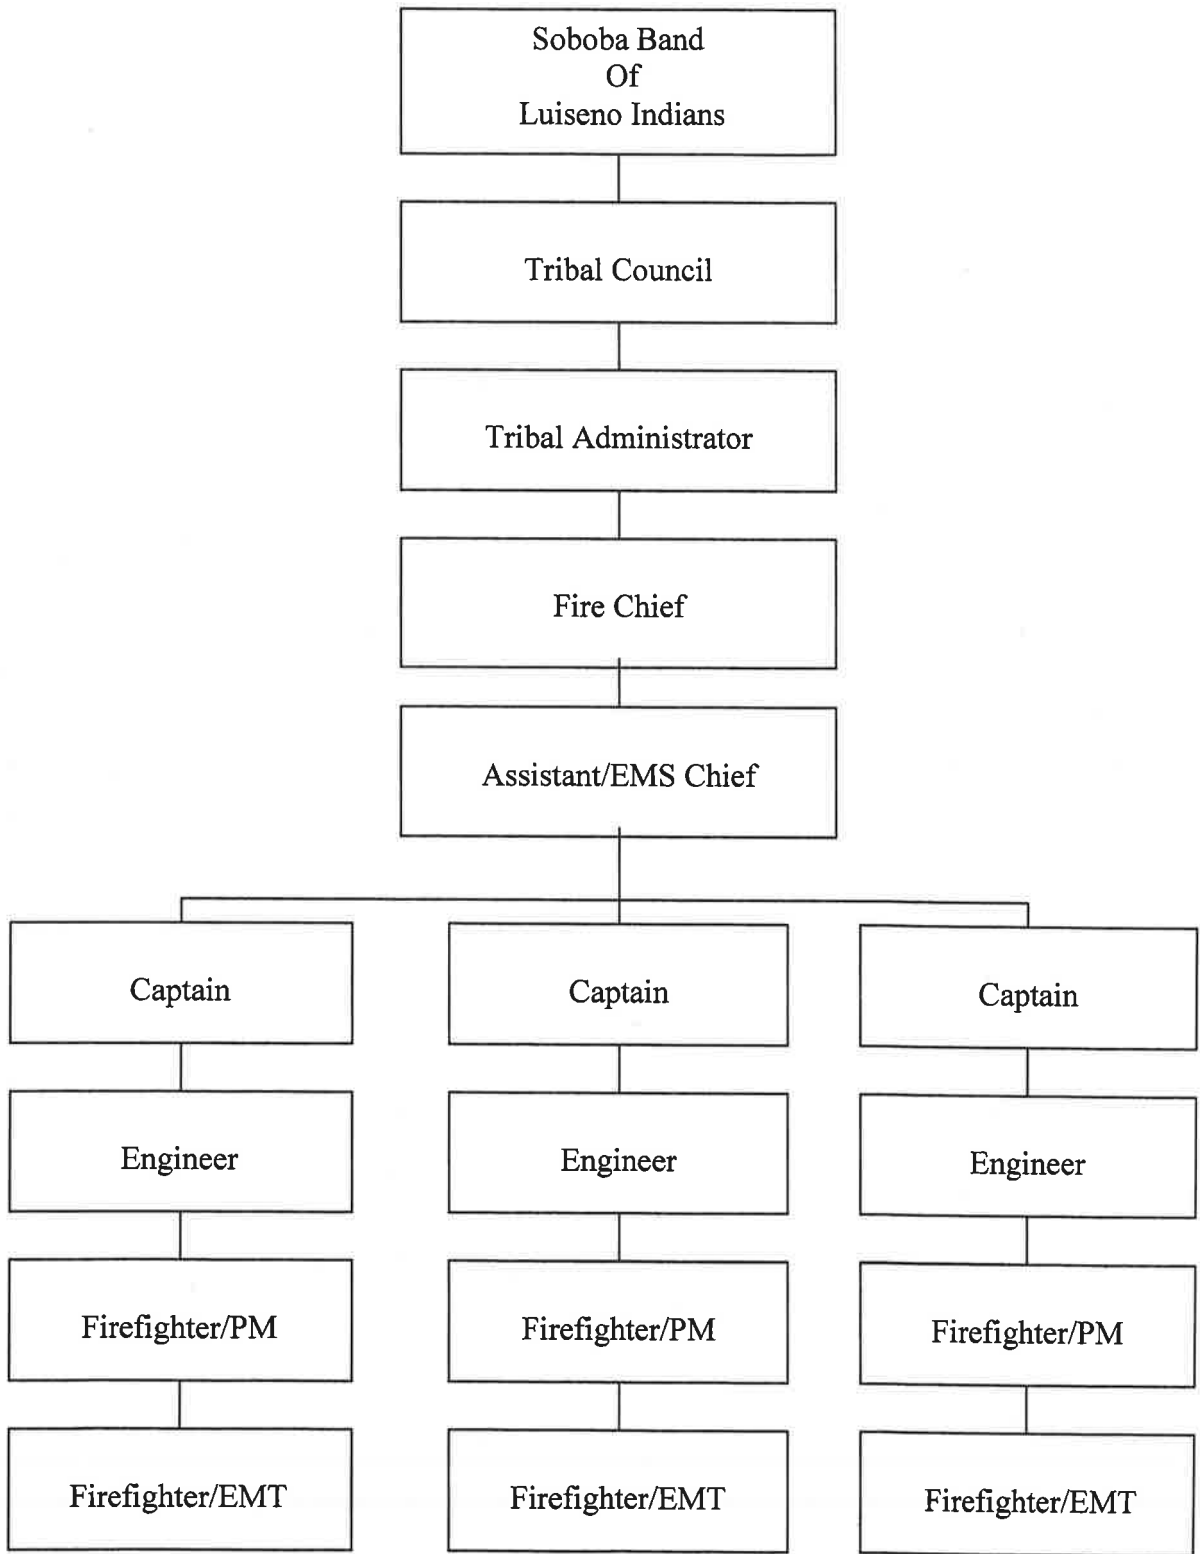 Soboba Band
Of
Luiseno Indians
Tribal Council
Tribal Administrator
Fire Chief
Assistant/EMS Chief
Captain
Captain
Captain
Engineer
Engineer
Engineer
Firefighter/PM
Firefighter/PM
Firefighter/PM
Firefighter/EMT
Firefighter/EMT
Firefighter/EMT